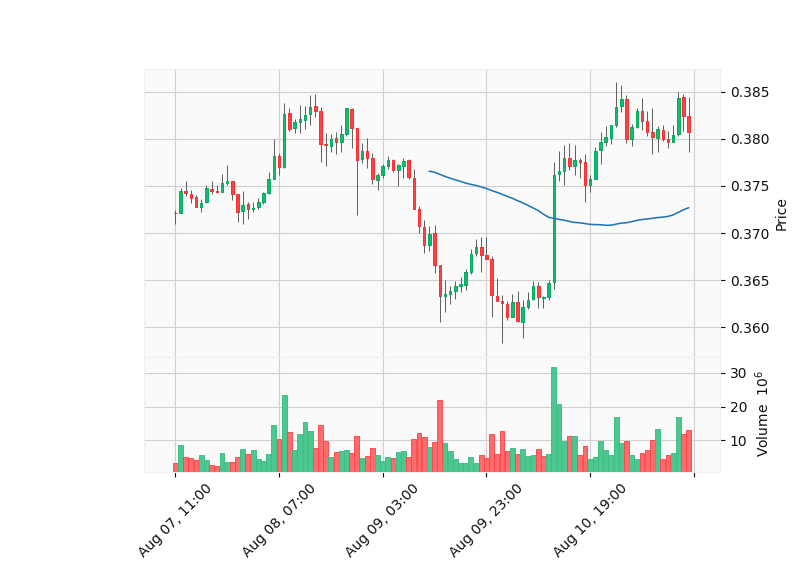 0.385
0.380
0.375
0.370
0.365
0.360
Price
30
20
10
Volume 10⁶
Aug 07, 11:00
Aug 08, 07:00
Aug 09, 03:00
Aug 09, 23:00
Aug 10, 19:00